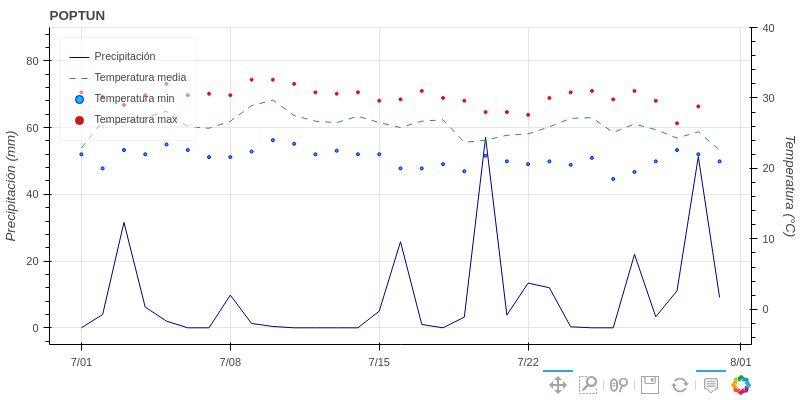 POPTUN
Precipitación
Temperatura media
Temperatura min
Temperatura max
Precipitación (mm)
80
60
40
20
0
Temperatura (°C)
40
30
20
10
0
7/01
7/08
7/15
7/22
8/01